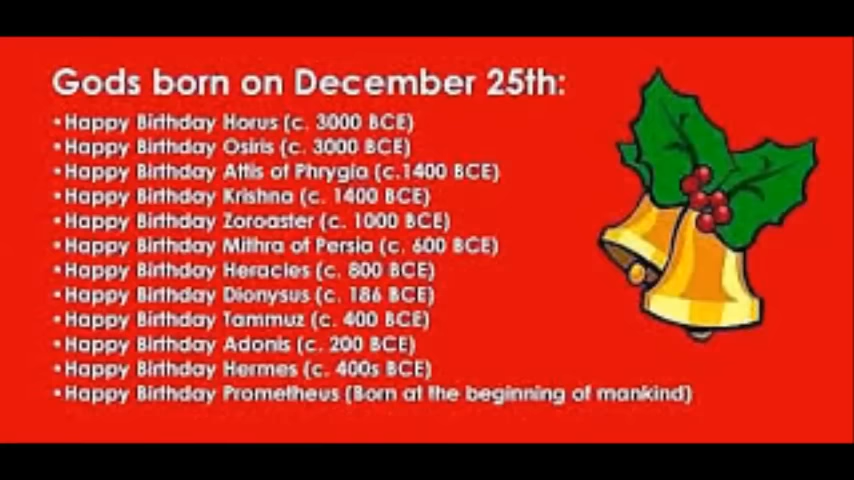 Gods born on December 25th:
•Happy Birthday Horus (c. 3000 BCE)
•Happy Birthday Osiris (c. 3000 BCE)
•Happy Birthday Attis of Phrygia (c.1400 BCE)
•Happy Birthday Krishna (c. 1400 BCE)
•Happy Birthday Zoroaster (c. 1000 BCE)
•Happy Birthday Mithra of Persia (c. 600 BCE)
•Happy Birthday Heracles (c. 800 BCE)
•Happy Birthday Dionysus (c. 186 BCE)
•Happy Birthday Tammuz (c. 400 BCE)
•Happy Birthday Adonis (c. 200 BCE)
•Happy Birthday Hermes (c. 400s BCE)
•Happy Birthday Prometheus (Born at the beginning of mankind)